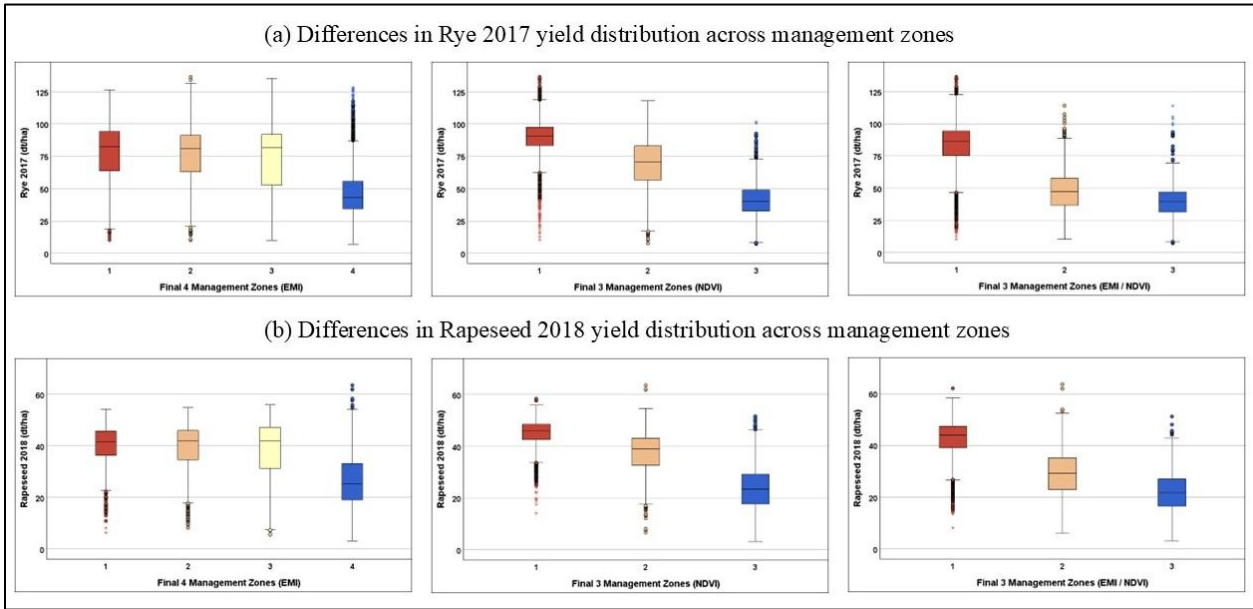 (a) Differences in Rye 2017 yield distribution across management zones
Rye 2017 (dt/ha)
125
100
75
50
25
0
1 2 3 4
Final 4 Management Zones (EMI)
Rye 2017 (dt/ha)
125
100
75
50
25
0
1 2 3
Final 3 Management Zones (NDVI)
Rye 2017 (dt/ha)
125
100
75
50
25
0
1 2 3
Final 3 Management Zones (EMI / NDVI)
(b) Differences in Rapeseed 2018 yield distribution across management zones
Rapeseed 2018 (dt/ha)
60
40
20
0
1 2 3 4
Final 4 Management Zones (EMI)
Rapeseed 2018 (dt/ha)
60
40
20
0
1 2 3
Final 3 Management Zones (NDVI)
Rapeseed 2018 (dt/ha)
60
40
20
0
1 2 3
Final 3 Management Zones (EMI / NDVI)